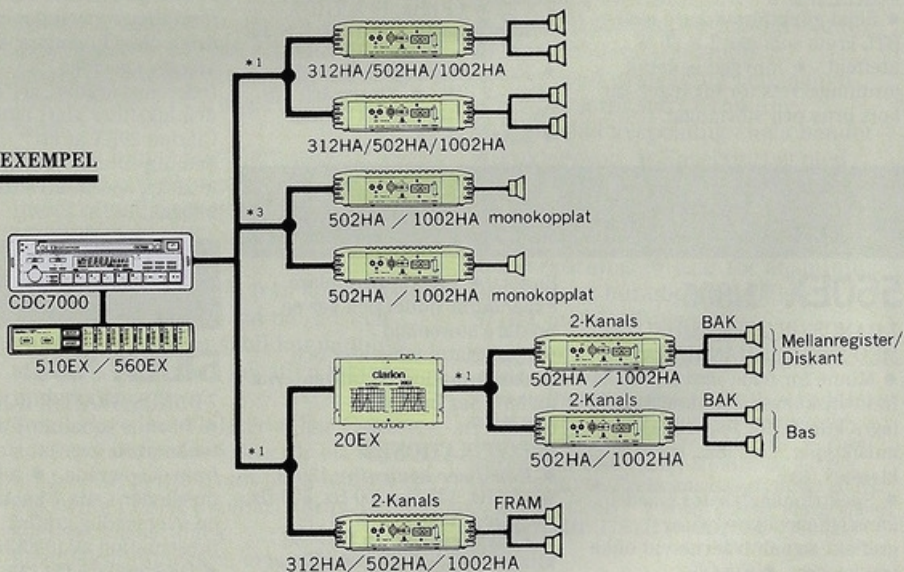 *1
312HA/502HA/1002HA
312HA/502HA/1002HA
EXEMPEL
*3
502HA / 1002HA monokopplat
CDC7000
502HA / 1002HA monokopplat
510EX / 560EX
2-Kanals BAK
Mellanregister/
Diskant
clarion
*1
502HA / 1002HA
2-Kanals BAK
20EX
Bas
*1
502HA / 1002HA
2-Kanals FRAM
312HA/502HA/1002HA